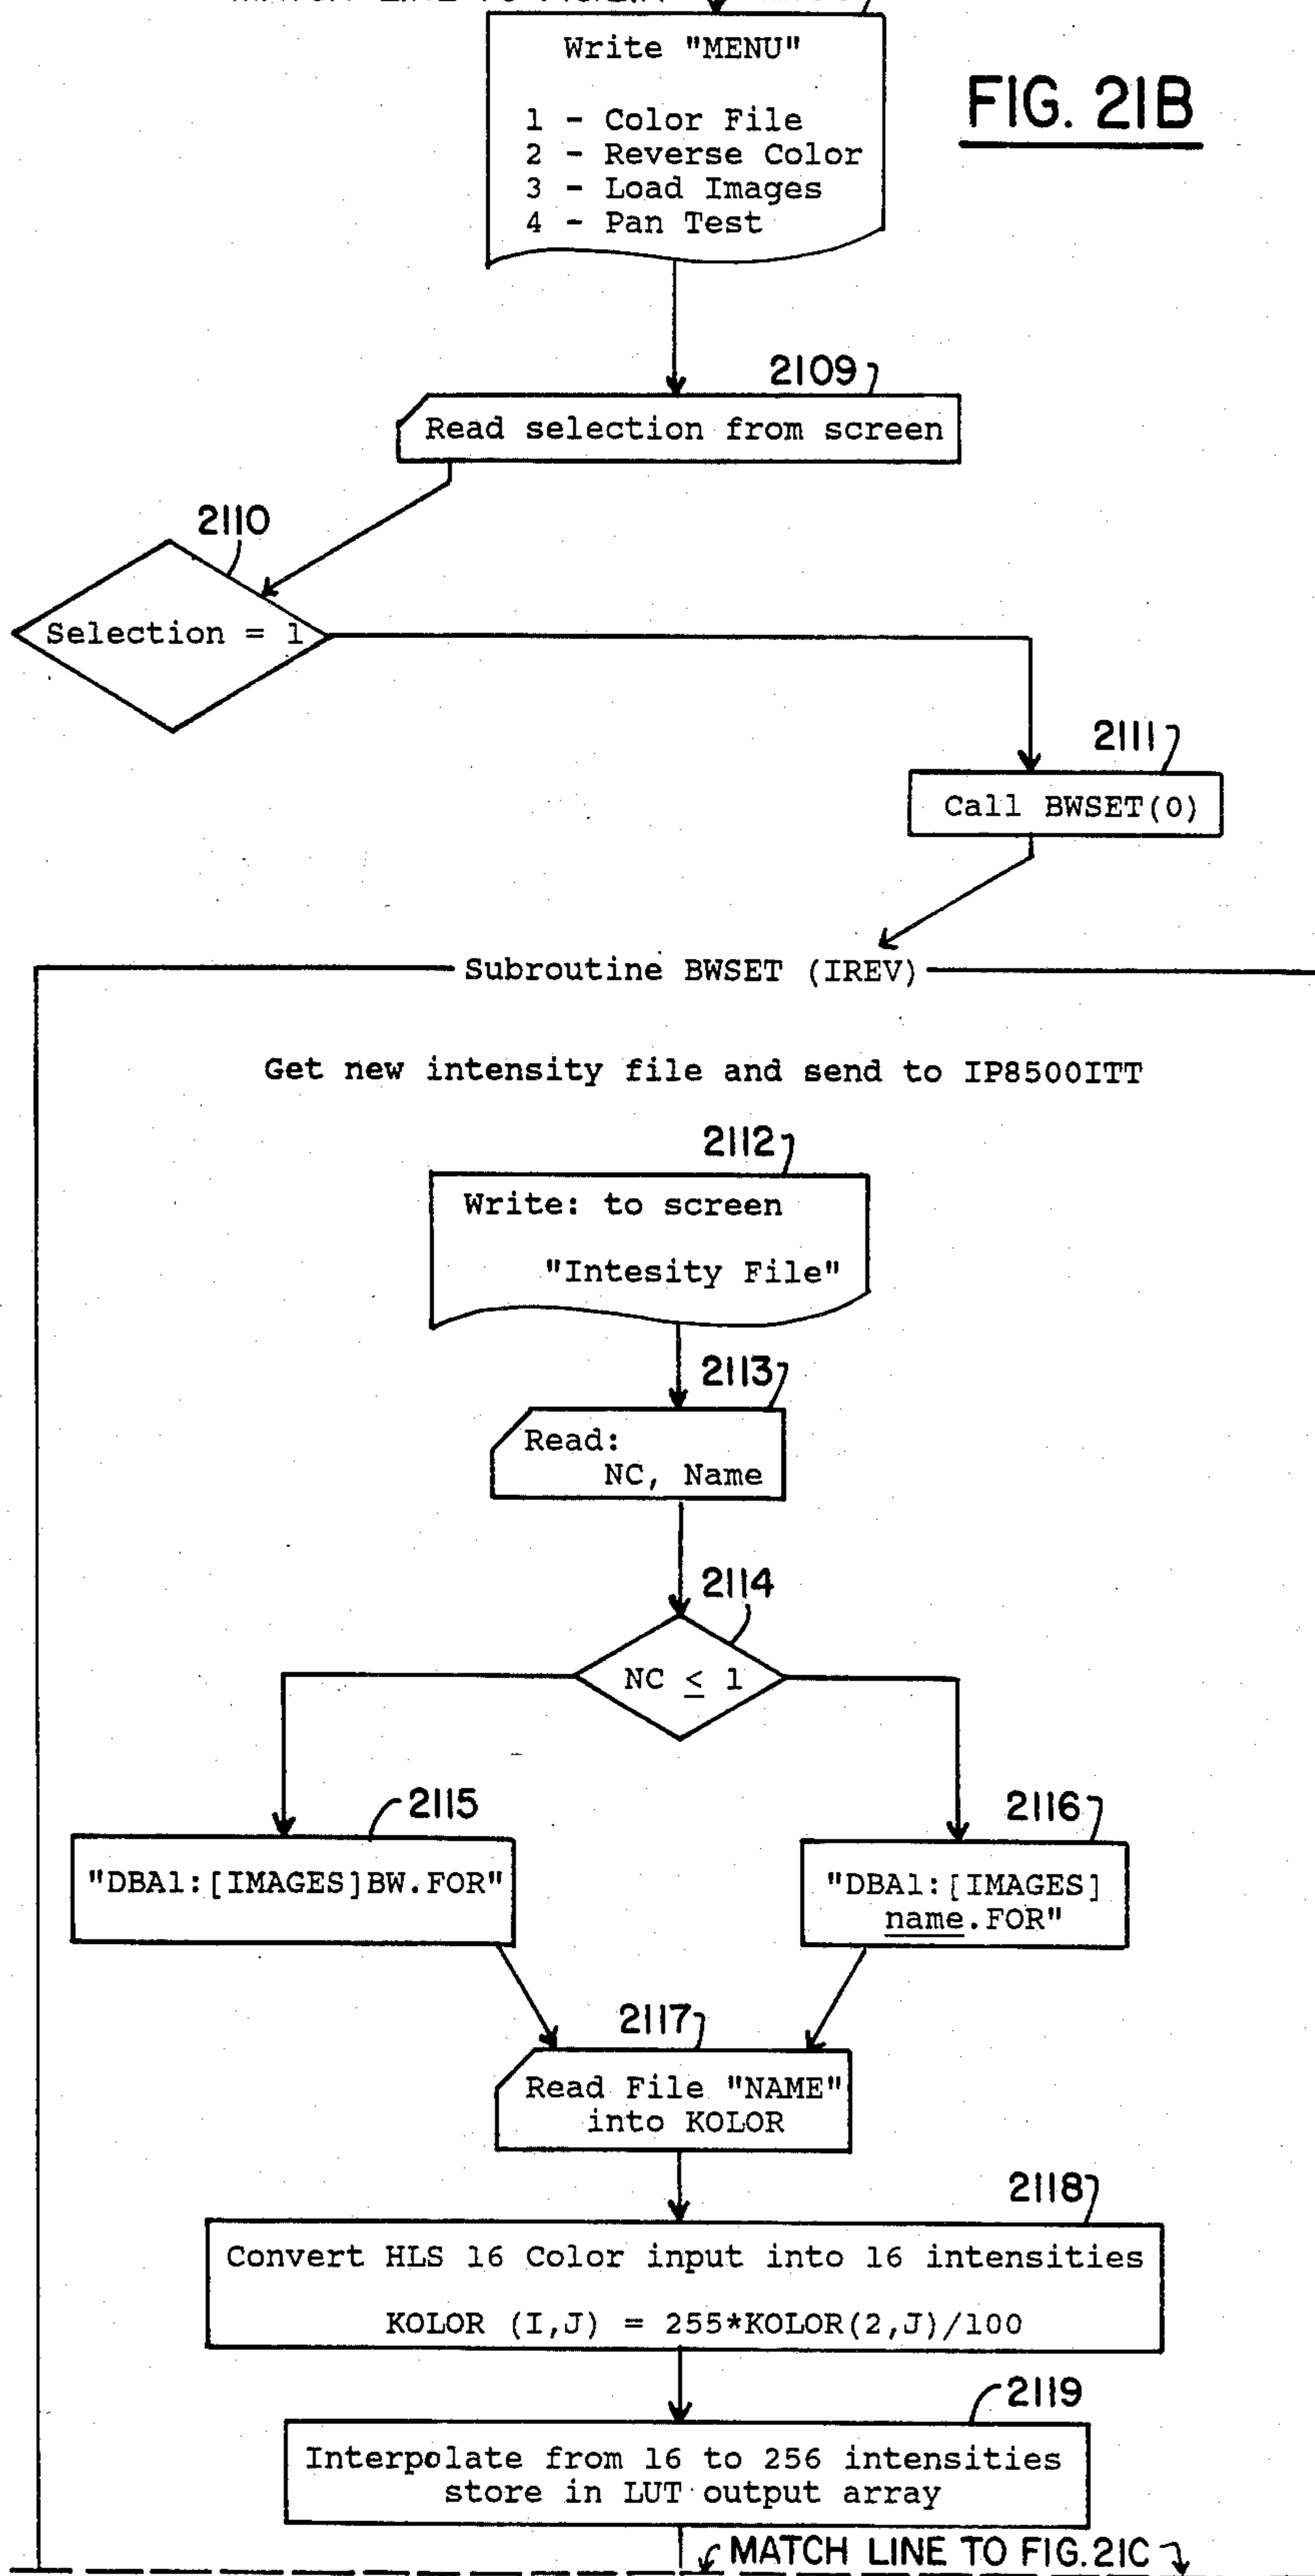 Write "MENU"
FIG. 21B
1 - Color File
2 - Reverse Color
3 - Load Images
4 - Pan Test
2109
Read selection from screen
2110
Selection = 1
2111
Call BWSET(0)
Subroutine BWSET (IREV)
Get new intensity file and send to IP8500ITT
2112
Write: to screen
"Intesity File"
2113
Read:
NC, Name
2114
NC ≤ 1
2115
2116
"DBA1:[IMAGES]BW.FOR"
"DBA1:[IMAGES]
name.FOR"
2117
Read File "NAME"
into KOLOR
2118
Convert HLS 16 Color input into 16 intensities
KOLOR (I,J) = 255*KOLOR(2,J)/100
2119
Interpolate from 16 to 256 intensities
store in LUT output array
MATCH LINE TO FIG.21C